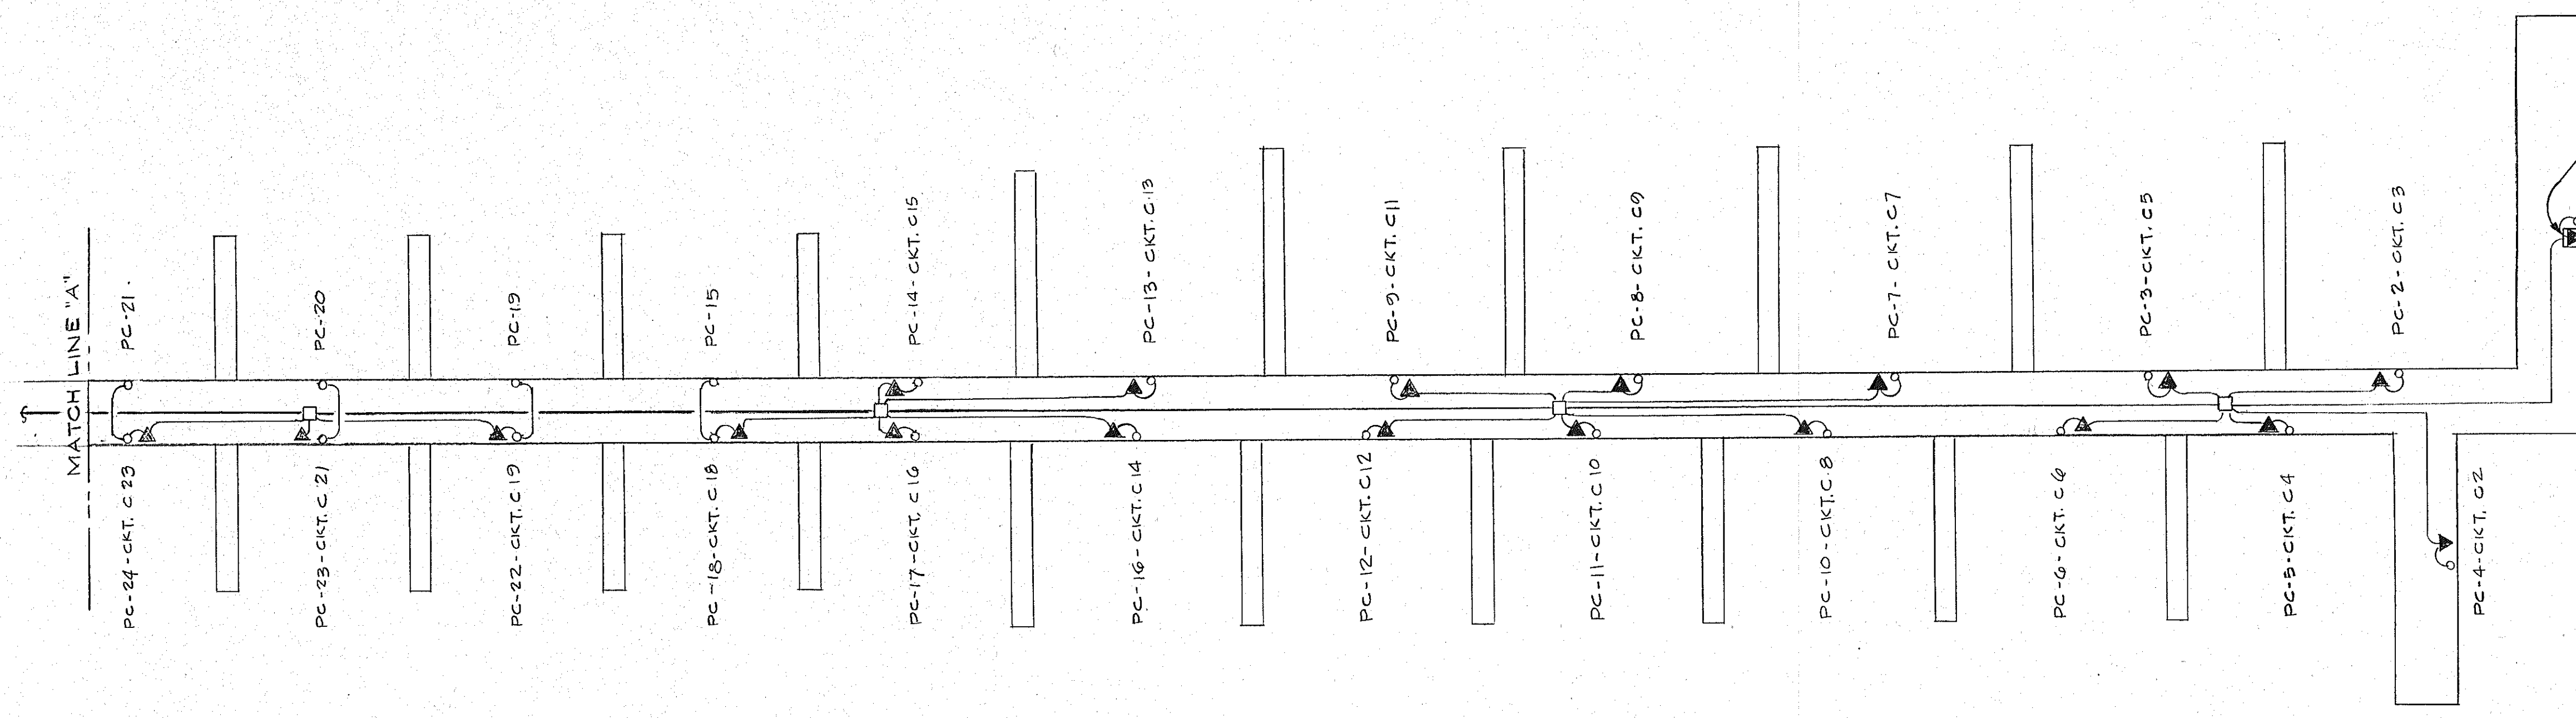 MATCH LINE "A"
PC-21
PC-20
PC-19
PC-15
PC-14-CKT. C15
PC-13-CKT. C13
PC-9-CKT. C11
PC-8-CKT. C9
PC-7-CKT. C7
PC-3-CKT. C5
PC-2-CKT. C3
PC-24-CKT. C23
PC-23-CKT. C21
PC-22-CKT. C19
PC-18-CKT. C18
PC-17-CKT. C16
PC-16-CKT. C14
PC-12-CKT. C12
PC-11-CKT. C10
PC-10-CKT. C8
PC-6-CKT. C6
PC-5-CKT. C4
PC-4-CKT. C2